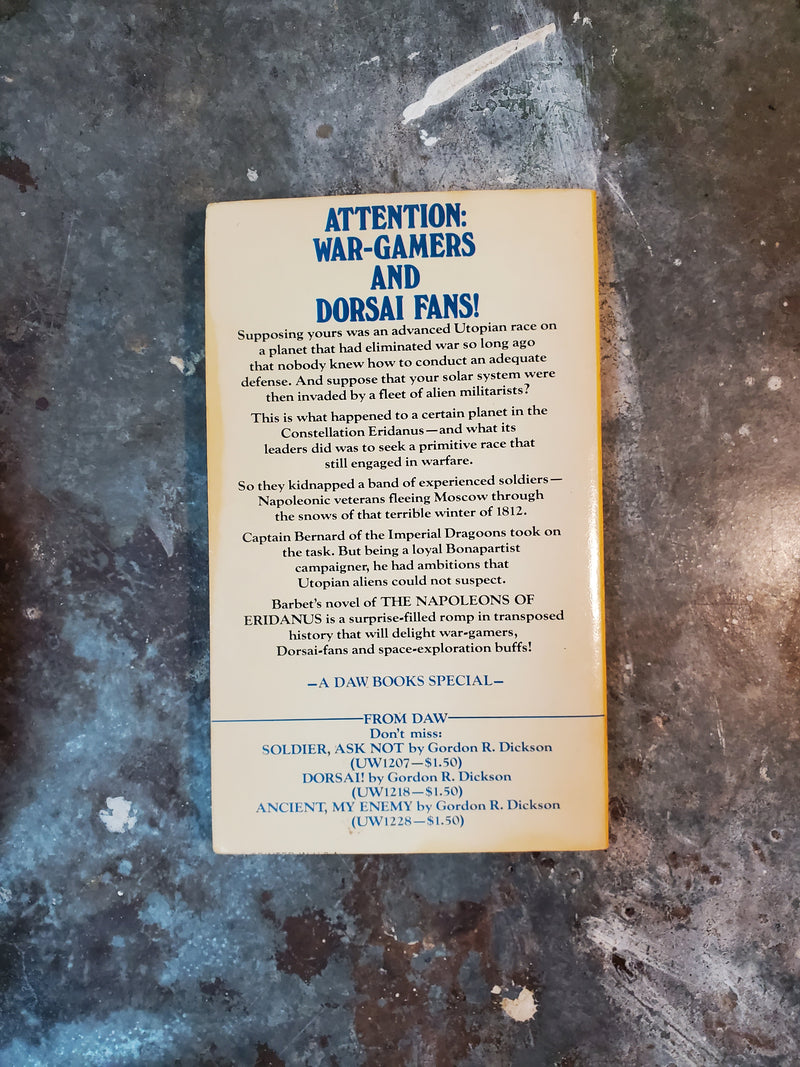 ATTENTION:
WAR-GAMERS
AND
DORSAI FANS!
Supposing yours was an advanced Utopian race on
a planet that had eliminated war so long ago
that nobody knew how to conduct an adequate
defense. And suppose that your solar system were
then invaded by a fleet of alien militarists?
This is what happened to a certain planet in the
Constellation Eridanus—and what its
leaders did was to seek a primitive race that
still engaged in warfare.
So they kidnapped a band of experienced soldiers—
Napoleonic veterans fleeing Moscow through
the snows of that terrible winter of 1812.
Captain Bernard of the Imperial Dragoons took on
the task. But being a loyal Bonapartist
campaigner, he had ambitions that
Utopian aliens could not suspect.
Barbet's novel of THE NAPOLEONS OF
ERIDANUS is a surprise-filled romp in transposed
history that will delight war-gamers,
Dorsai-fans and space-exploration buffs!
—A DAW BOOKS SPECIAL—
FROM DAW
Don't miss:
SOLDIER, ASK NOT by Gordon R. Dickson
(UW1207—$1.50)
DORSAI! by Gordon R. Dickson
(UW1218—$1.50)
ANCIENT, MY ENEMY by Gordon R. Dickson
(UW1228—$1.50)